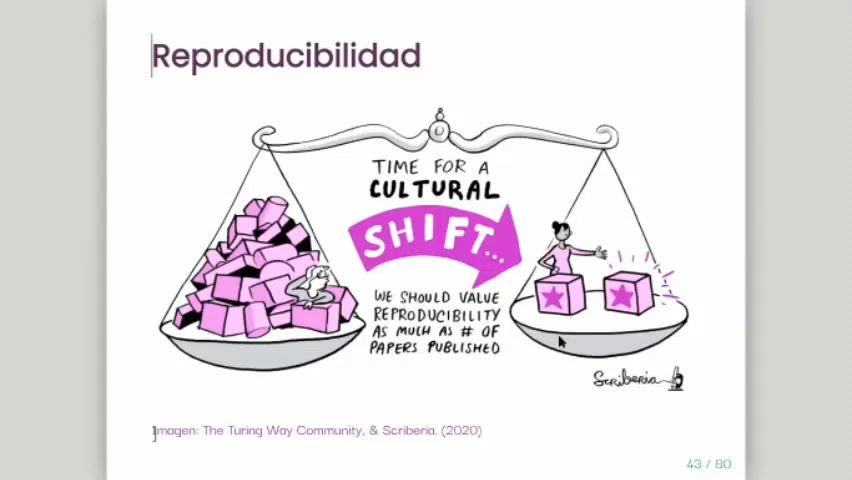 Reproducibilidad
TIME FOR A
CULTURAL
SHIFT...
WE SHOULD VALUE
REPRODUCIBILITY
AS MUCH AS # OF
PAPERS PUBLISHED
Scriberia
Imagen: The Turing Way Community, & Scriberia. (2020)
43 / 80